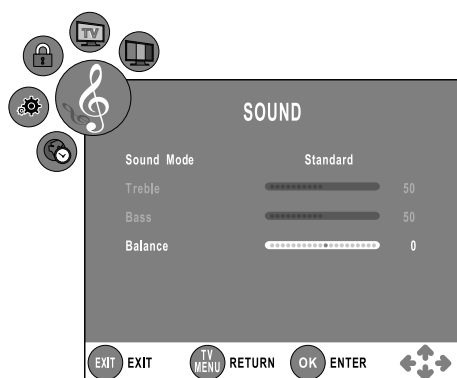 TV
SOUND
Sound Mode Standard
Treble 50
Bass 50
Balance 0
EXIT EXIT TV MENU RETURN OK ENTER